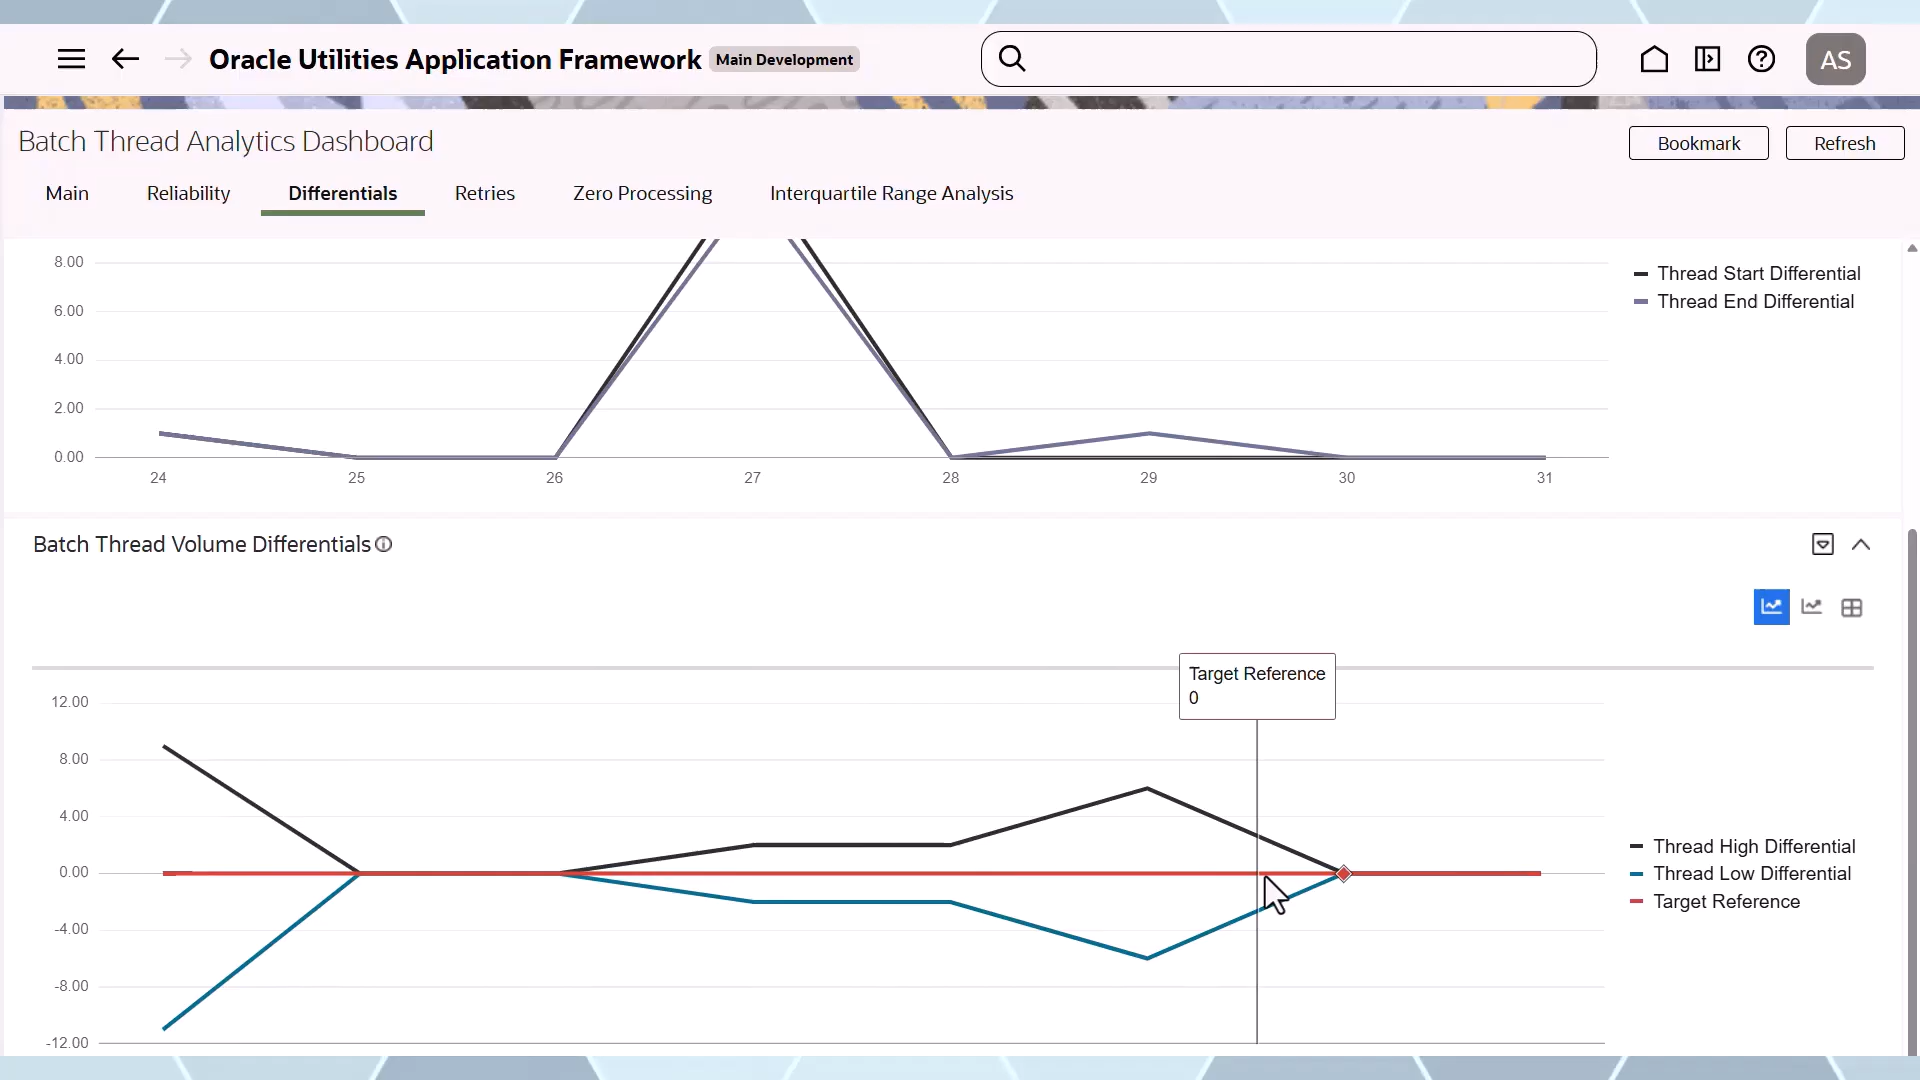 Oracle Utilities Application Framework Main Development
AS
Batch Thread Analytics Dashboard
Bookmark Refresh
Main Reliability Differentials Retries Zero Processing Interquartile Range Analysis
8.00
6.00
4.00
2.00
0.00
24 25 26 27 28 29 30 31
Thread Start Differential
Thread End Differential
Batch Thread Volume Differentials
Target Reference
0
12.00
8.00
4.00
0.00
-4.00
-8.00
-12.00
Thread High Differential
Thread Low Differential
Target Reference